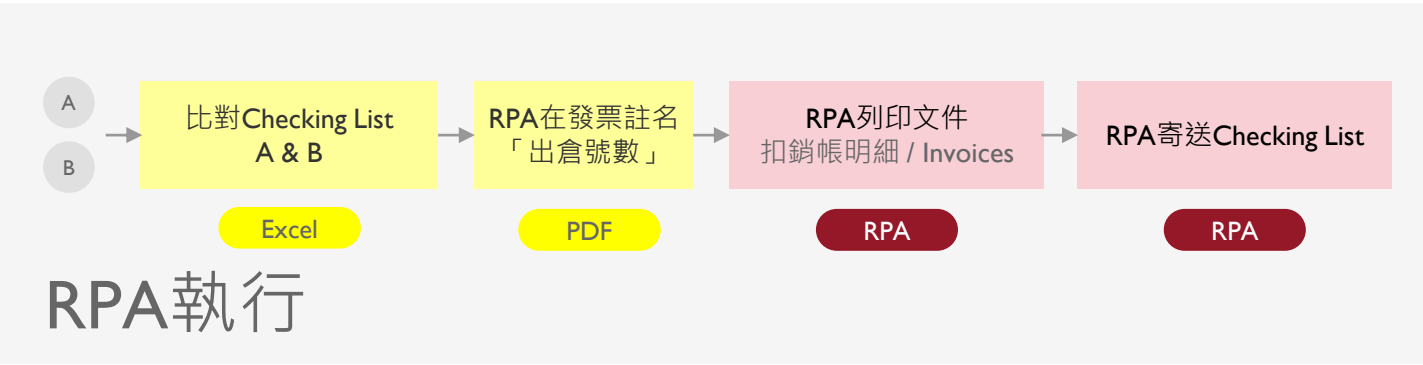 A
B
比對Checking List
A & B
Excel
RPA在發票註名
「出倉號數」
PDF
RPA列印文件
扣銷帳明細 / Invoices
RPA
RPA寄送Checking List
RPA
RPA執行